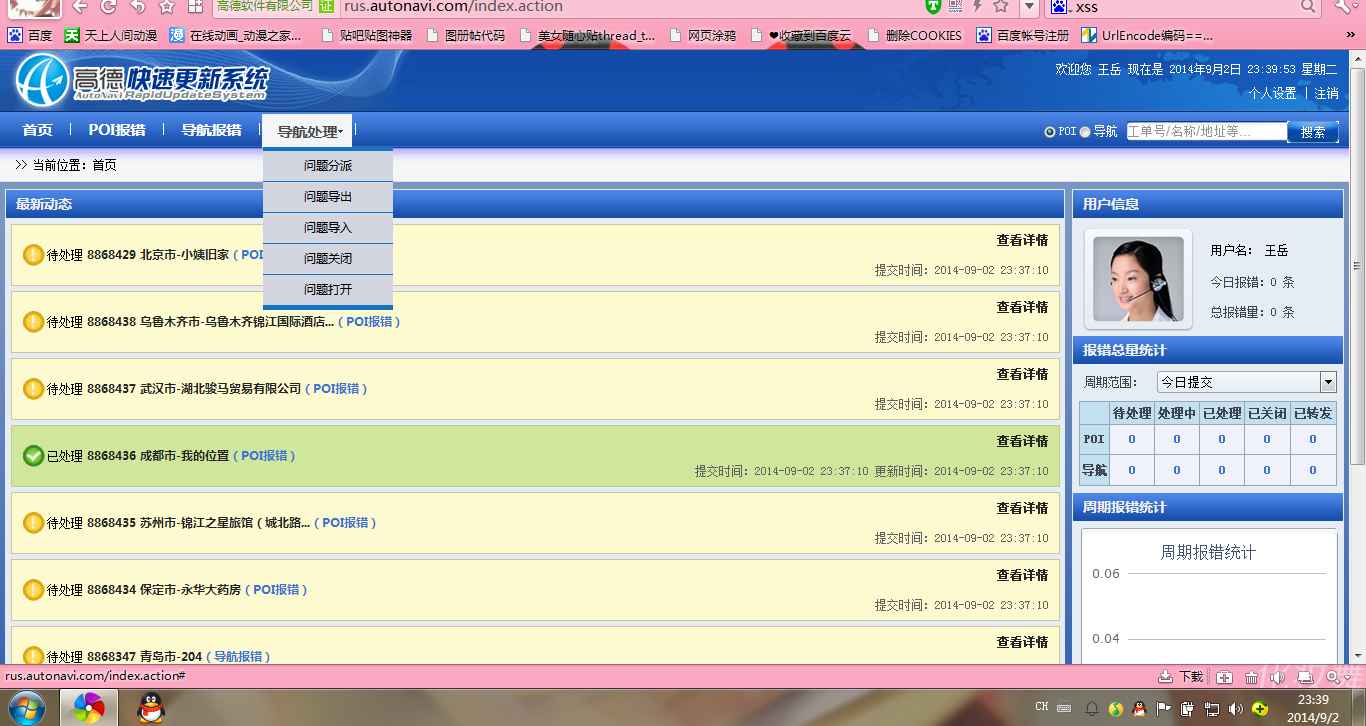 高德软件有限公司 证 rus.autonavi.com/index.action xss
百度 天上人间动漫 在线动画_动漫之家... 贴吧贴图神器 图册帖代码 美女随心贴thread_t... 网页涂鸦 ❤收藏到百度云 删除COOKIES 百度帐号注册 UrlEncode编码==... »
高德快速更新系统
AutoNavi RapidUpdateSystem
欢迎您 王岳 现在是 2014年9月2日 23:39:53 星期二
个人设置 | 注销
首页 POI报错 导航报错 导航处理
POI 导航 工单号/名称/地址等... 搜索
>> 当前位置：首页
问题分派
问题导出
问题导入
问题关闭
问题打开
最新动态
待处理 8868429 北京市-小姨旧家（POI
查看详情
提交时间：2014-09-02 23:37:10
待处理 8868438 乌鲁木齐市-乌鲁木齐锦江国际酒店...（POI报错）
查看详情
提交时间：2014-09-02 23:37:10
待处理 8868437 武汉市-湖北骏马贸易有限公司（POI报错）
查看详情
提交时间：2014-09-02 23:37:10
已处理 8868436 成都市-我的位置（POI报错）
查看详情
提交时间：2014-09-02 23:37:10 更新时间：2014-09-02 23:37:10
待处理 8868435 苏州市-锦江之星旅馆（城北路...（POI报错）
查看详情
提交时间：2014-09-02 23:37:10
待处理 8868434 保定市-永华大药房（POI报错）
查看详情
提交时间：2014-09-02 23:37:10
待处理 8868347 青岛市-204（导航报错）
查看详情
用户信息
用户名： 王岳
今日报错：0 条
总报错量：0 条
报错总量统计
周期范围： 今日提交
待处理 处理中 已处理 已关闭 已转发
POI 0 0 0 0 0
导航 0 0 0 0 0
周期报错统计
周期报错统计
0.06
0.04
rus.autonavi.com/index.action#
下载
CH
23:39
2014/9/2